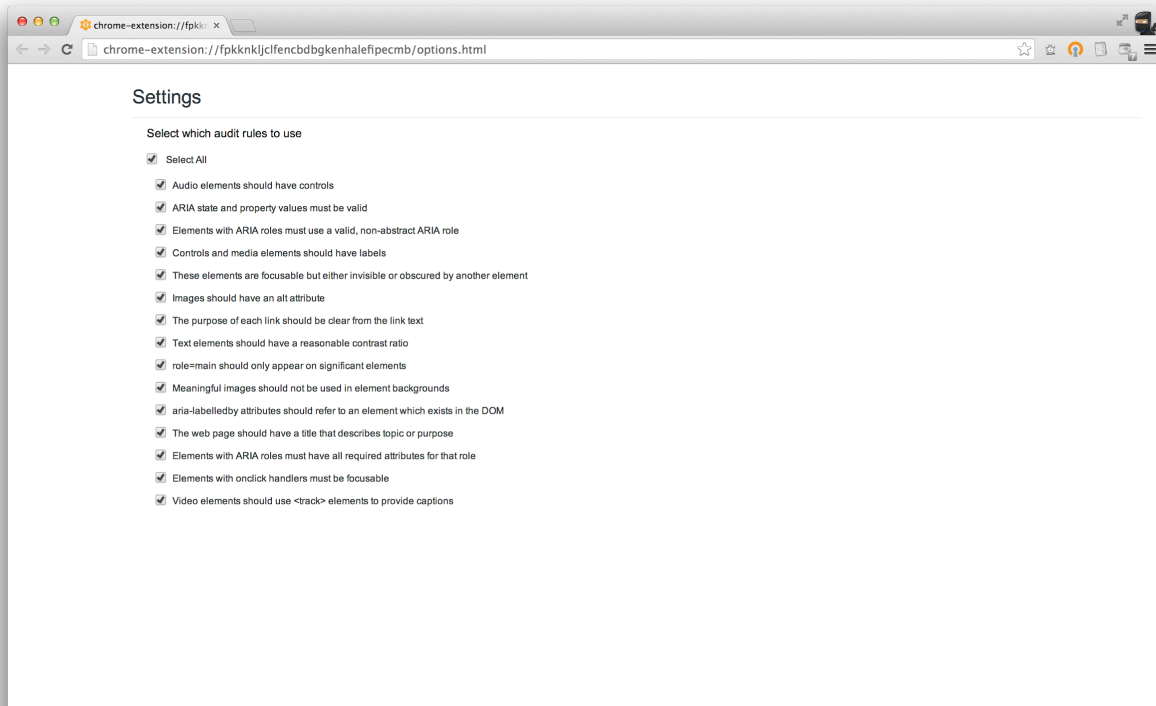 chrome-extension://fpkkn
chrome-extension://fpkknkljclfencbdbgkenhalefipecmb/options.html
Settings
Select which audit rules to use
Select All
Audio elements should have controls
ARIA state and property values must be valid
Elements with ARIA roles must use a valid, non-abstract ARIA role
Controls and media elements should have labels
These elements are focusable but either invisible or obscured by another element
Images should have an alt attribute
The purpose of each link should be clear from the link text
Text elements should have a reasonable contrast ratio
role=main should only appear on significant elements
Meaningful images should not be used in element backgrounds
aria-labelledby attributes should refer to an element which exists in the DOM
The web page should have a title that describes topic or purpose
Elements with ARIA roles must have all required attributes for that role
Elements with onclick handlers must be focusable
Video elements should use <track> elements to provide captions